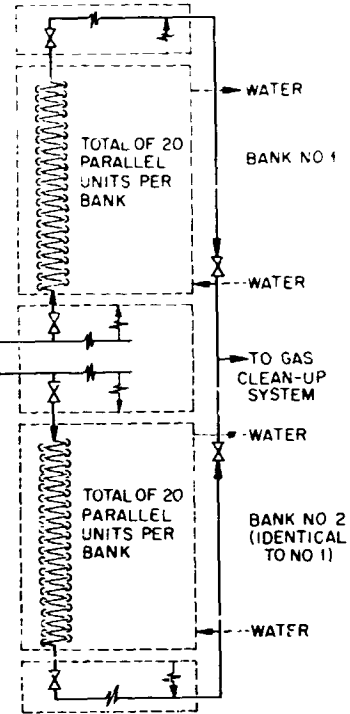 WATER
TOTAL OF 20
PARALLEL
UNITS PER
BANK
BANK NO 1
WATER
TO GAS
CLEAN-UP
SYSTEM
WATER
TOTAL OF 20
PARALLEL
UNITS PER
BANK
BANK NO 2
(IDENTICAL
TO NO 1)
WATER